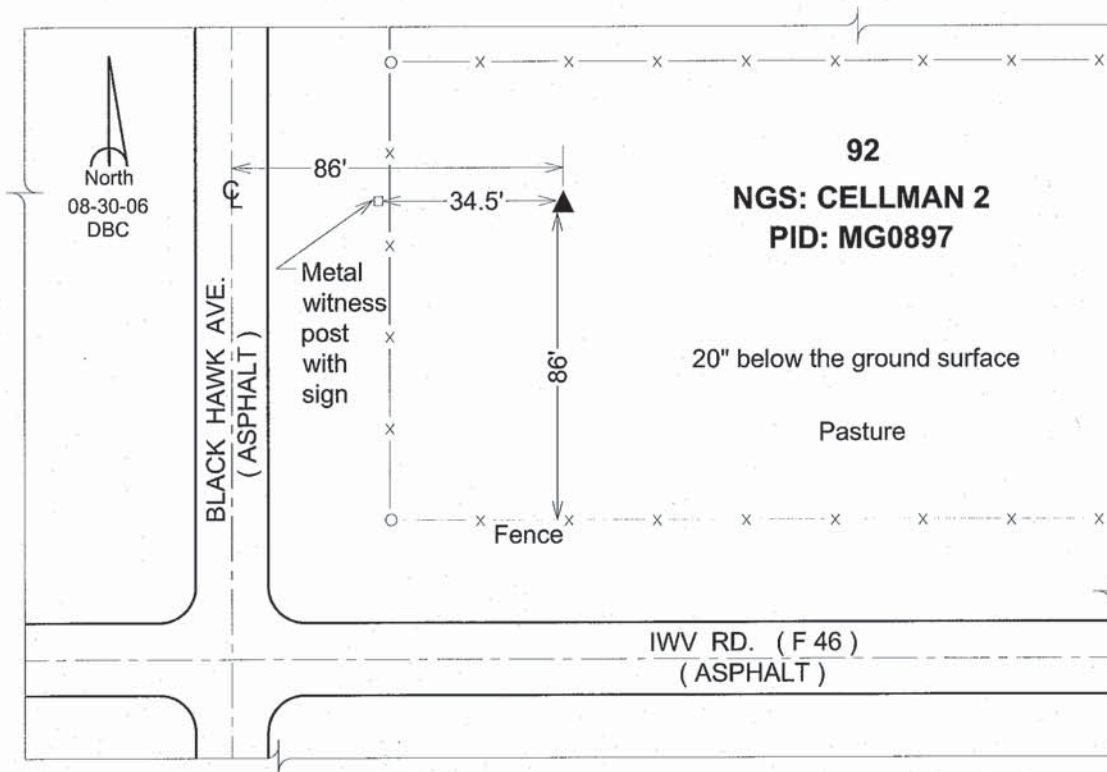 North
08-30-06
DBC
86'
℄
34.5'
92
NGS: CELLMAN 2
PID: MG0897
Metal
witness
post
with
sign
BLACK HAWK AVE.
( ASPHALT )
86'
20" below the ground surface
Pasture
Fence
IWV RD. ( F 46 )
( ASPHALT )